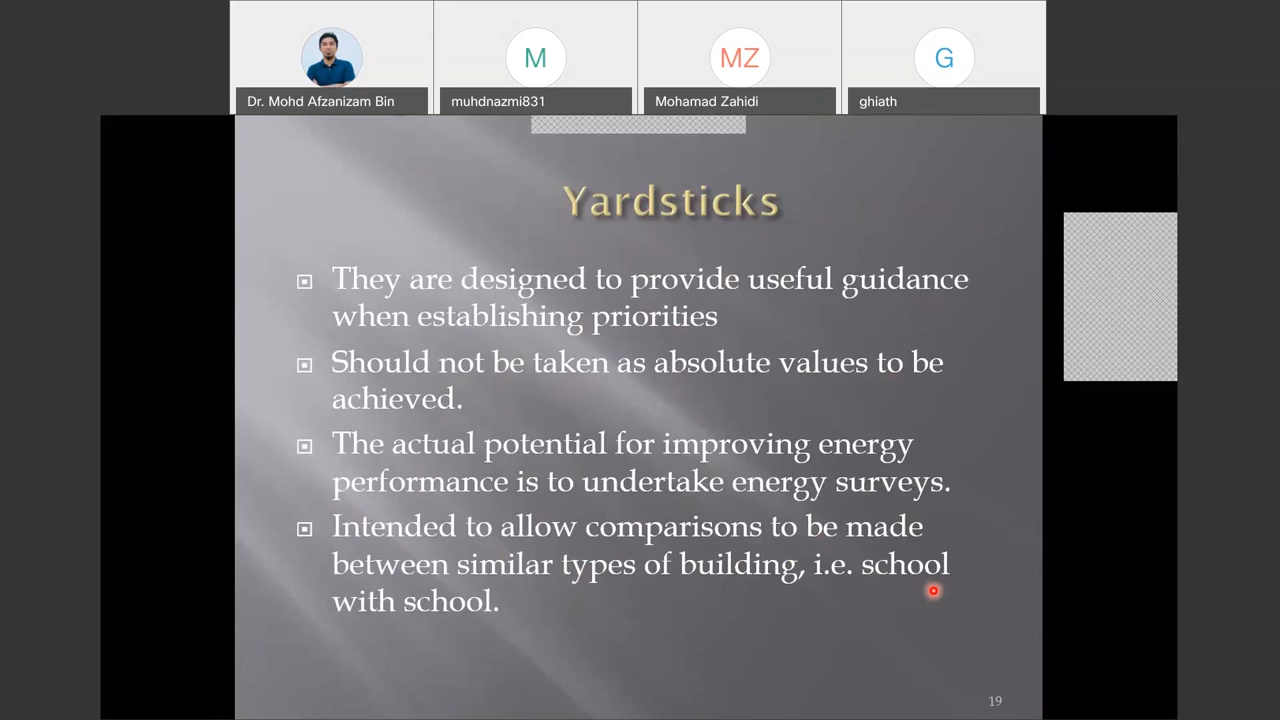 M
MZ
G
Dr. Mohd Afzanizam Bin
muhdnazmi831
Mohamad Zahidi
ghiath
Yardsticks
They are designed to provide useful guidance
when establishing priorities
Should not be taken as absolute values to be
achieved.
The actual potential for improving energy
performance is to undertake energy surveys.
Intended to allow comparisons to be made
between similar types of building, i.e. school
with school.
19